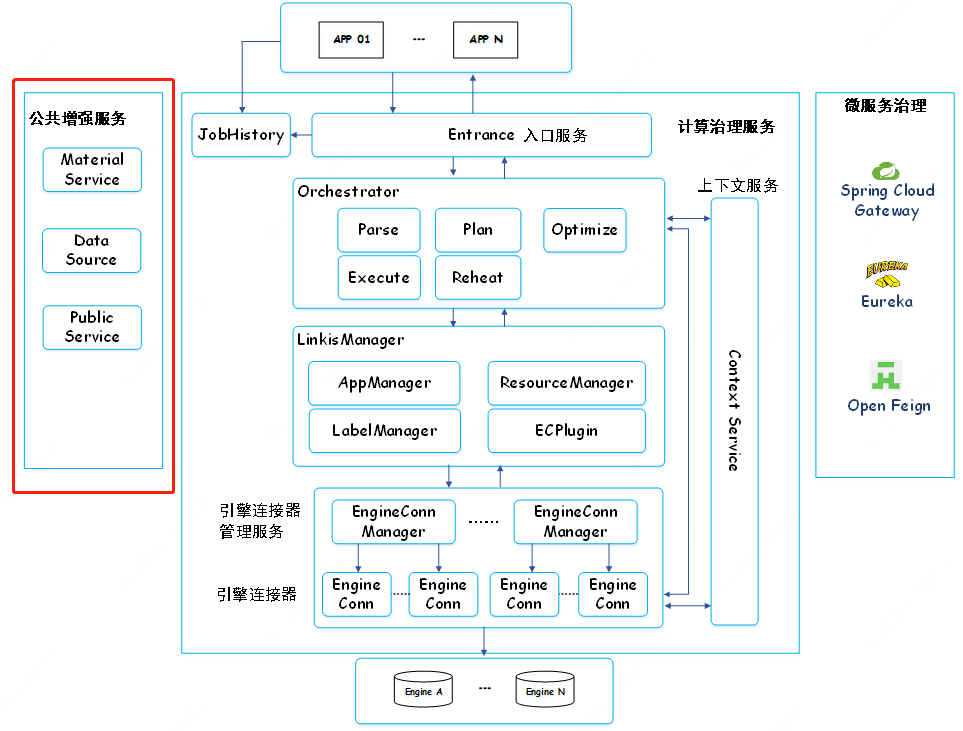 APP 01
---
APP N
公共增强服务
Material
Service
Data
Source
Public
Service
JobHistory
Entrance 入口服务
计算治理服务
Orchestrator
Parse
Plan
Optimize
Execute
Reheat
上下文服务
Context Service
LinkisManager
AppManager
ResourceManager
LabelManager
ECPlugin
引擎连接器
管理服务
EngineConn
Manager
......
EngineConn
Manager
引擎连接器
Engine
Conn
......
Engine
Conn
Engine
Conn
......
Engine
Conn
Engine A
---
Engine N
微服务治理
Spring Cloud
Gateway
EUREKA
Eureka
Open Feign